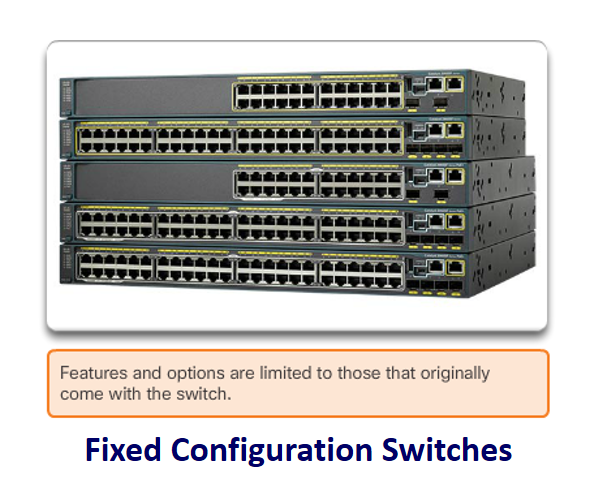 Features and options are limited to those that originally
come with the switch.
Fixed Configuration Switches